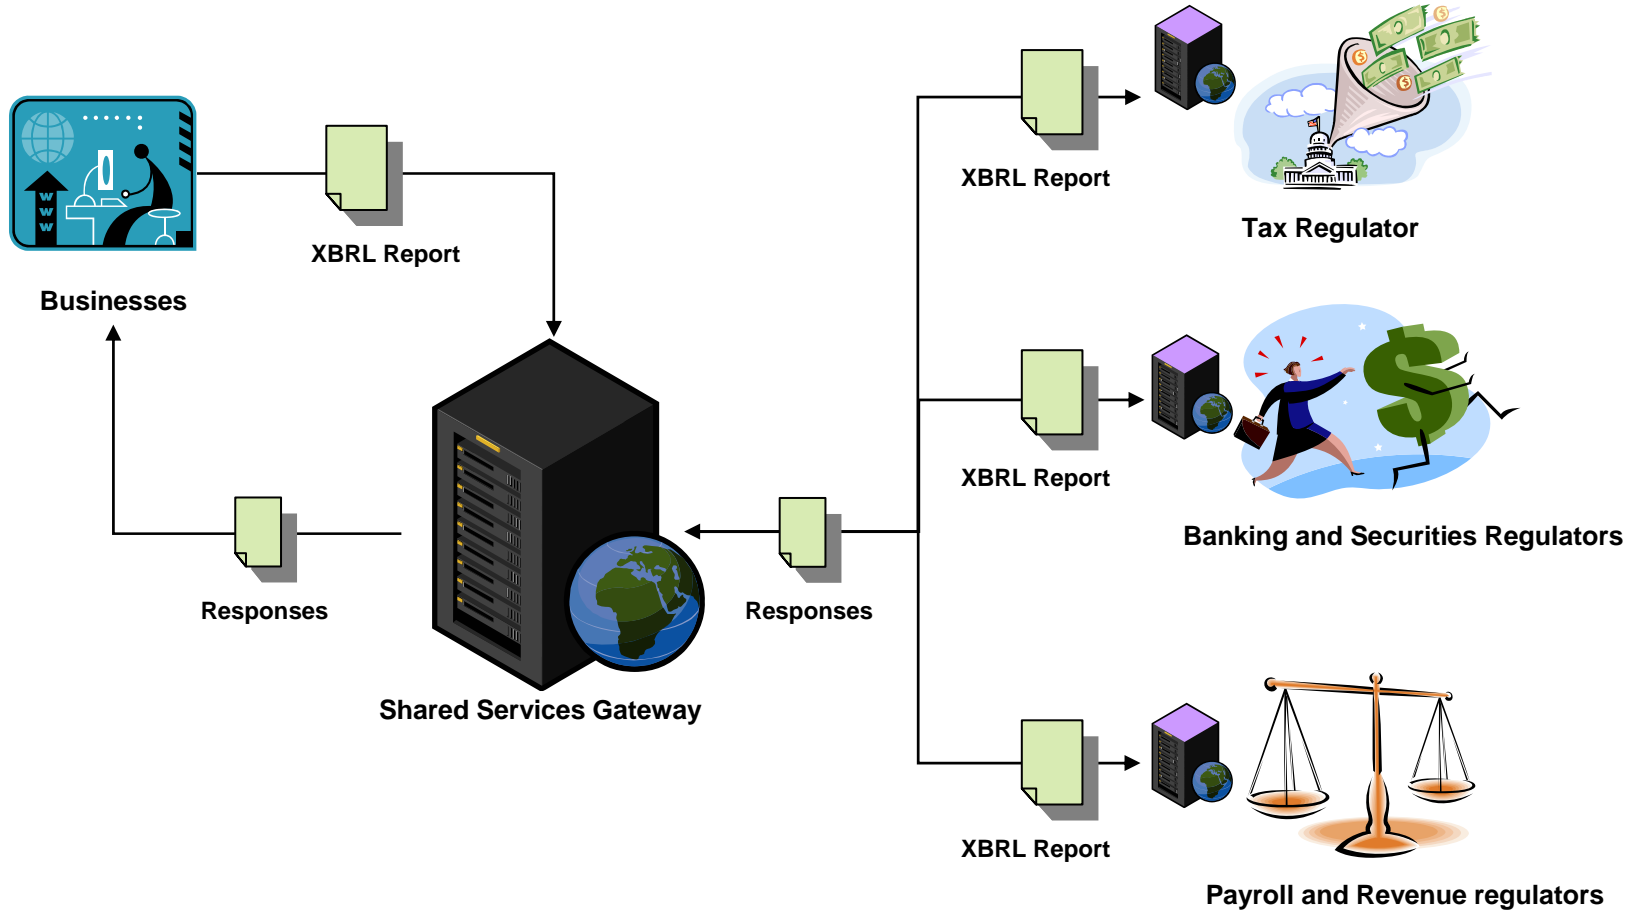 XBRL Report
Tax Regulator
WWW
XBRL Report
Businesses
XBRL Report
Banking and Securities Regulators
Responses
Responses
Shared Services Gateway
XBRL Report
Payroll and Revenue regulators